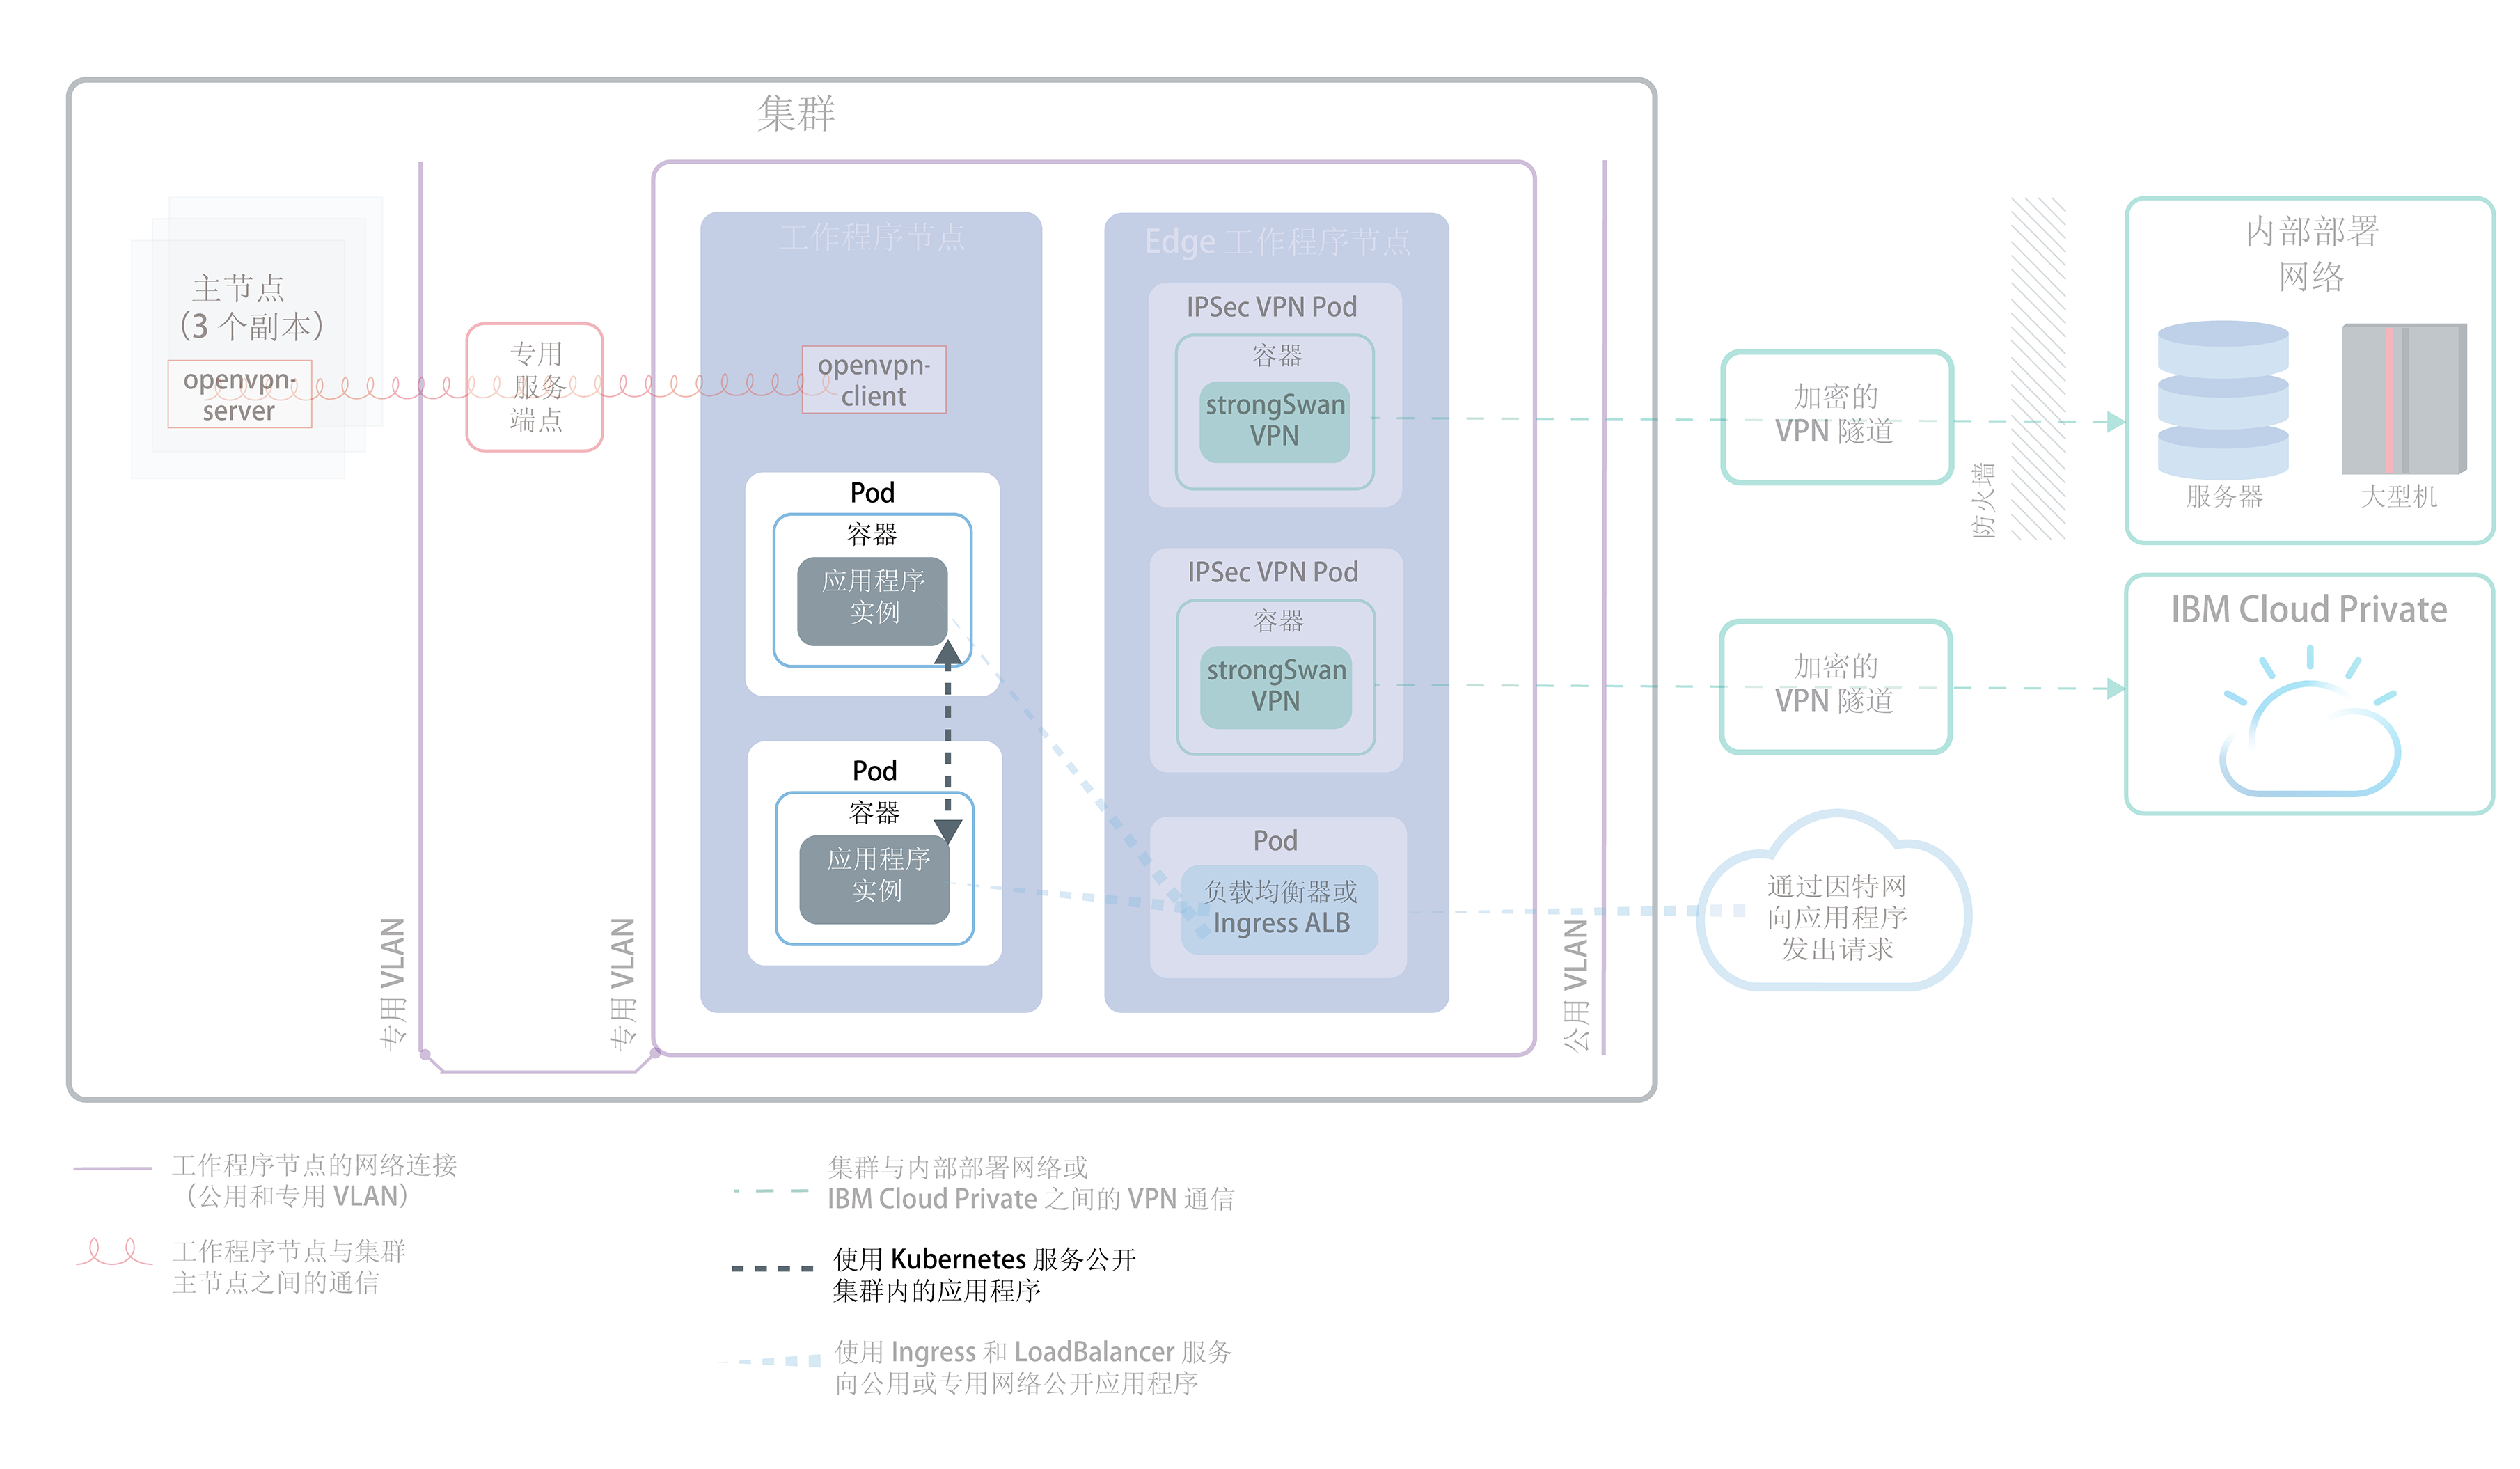 集群
主节点
（3 个副本）
openvpn-
server
专用
服务
端点
专用 VLAN
专用 VLAN
工作程序节点
openvpn-
client
Pod
容器
应用程序
实例
Pod
容器
应用程序
实例
Edge 工作程序节点
IPSec VPN Pod
容器
strongSwan
VPN
IPSec VPN Pod
容器
strongSwan
VPN
Pod
负载均衡器或
Ingress ALB
公用 VLAN
加密的
VPN 隧道
防火墙
内部部署
网络
服务器
大型机
加密的
VPN 隧道
IBM Cloud Private
通过因特网
向应用程序
发出请求
工作程序节点的网络连接
（公用和专用 VLAN）
工作程序节点与集群
主节点之间的通信
集群与内部部署网络或
IBM Cloud Private 之间的 VPN 通信
使用 Kubernetes 服务公开
集群内的应用程序
使用 Ingress 和 LoadBalancer 服务
向公用或专用网络公开应用程序